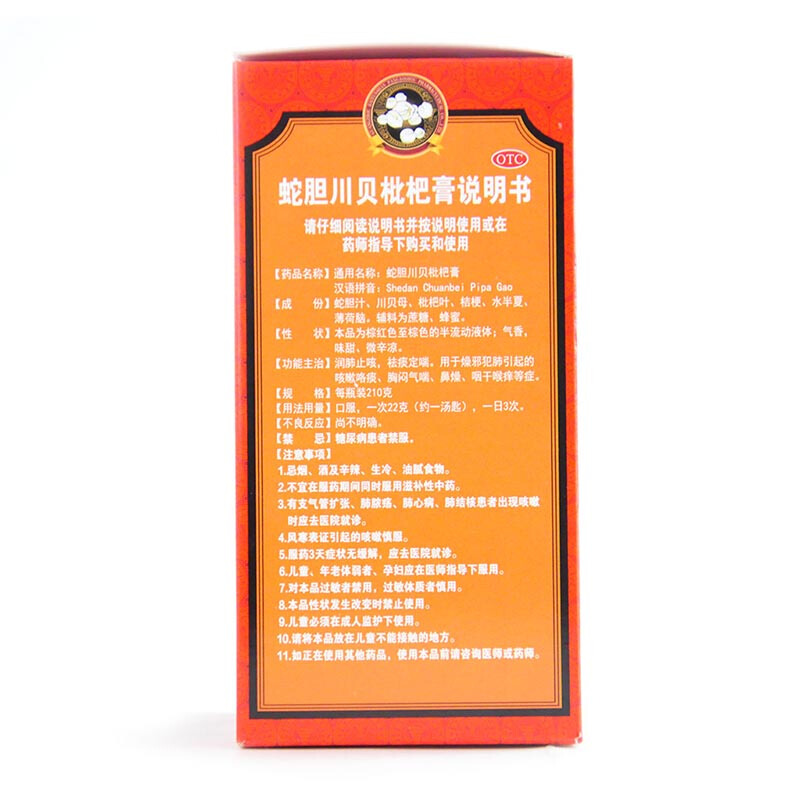 OTC
蛇胆川贝枇杷膏说明书
请仔细阅读说明书并按说明使用或在
药师指导下购买和使用
【药品名称】通用名称：蛇胆川贝枇杷膏
汉语拼音：Shedan Chuanbei Pipa Gao
【成　　份】蛇胆汁、川贝母、枇杷叶、桔梗、水半夏、
薄荷脑。辅料为蔗糖、蜂蜜。
【性　　状】本品为棕红色至棕色的半流动液体；气香，
味甜、微辛凉。
【功能主治】润肺止咳，祛痰定喘。用于燥邪犯肺引起的
咳嗽咯痰、胸闷气喘、鼻燥、咽干喉痒等症。
【规　　格】每瓶装210克
【用法用量】口服，一次22克（约一汤匙），一日3次。
【不良反应】尚不明确。
【禁　　忌】糖尿病患者禁服。
【注意事项】
1.忌烟、酒及辛辣、生冷、油腻食物。
2.不宜在服药期间同时服用滋补性中药。
3.有支气管扩张、肺脓疡、肺心病、肺结核患者出现咳嗽
时应去医院就诊。
4.风寒表证引起的咳嗽慎服。
5.服药3天症状无缓解，应去医院就诊。
6.儿童、年老体弱者、孕妇应在医师指导下服用。
7.对本品过敏者禁用，过敏体质者慎用。
8.本品性状发生改变时禁止使用。
9.儿童必须在成人监护下使用。
10.请将本品放在儿童不能接触的地方。
11.如正在使用其他药品，使用本品前请咨询医师或药师。